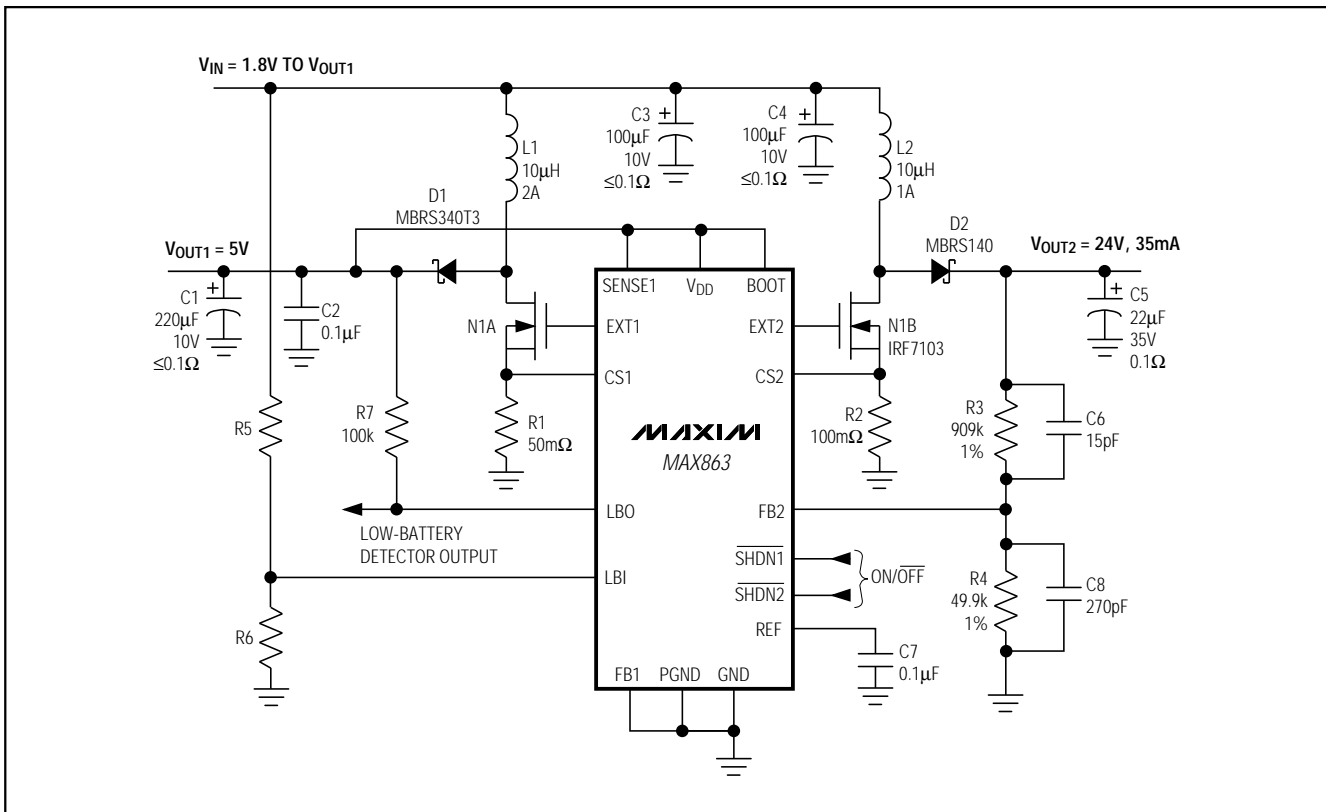 VIN = 1.8V TO VOUT1
C3
100μF
10V
≤0.1Ω
C4
100μF
10V
≤0.1Ω
L1
10μH
2A
L2
10μH
1A
D1
MBRS340T3
D2
MBRS140
VOUT1 = 5V
VOUT2 = 24V, 35mA
C1
220μF
10V
≤0.1Ω
C2
0.1μF
SENSE1
VDD
BOOT
C5
22μF
35V
0.1Ω
N1A
EXT1
EXT2
N1B
IRF7103
CS1
CS2
R5
R7
100k
R1
50mΩ
MAXIM
MAX863
R2
100mΩ
R3
909k
1%
C6
15pF
LBO
FB2
LOW-BATTERY
DETECTOR OUTPUT
SHDN1
SHDN2
ON/OFF
LBI
R4
49.9k
1%
C8
270pF
R6
REF
C7
0.1μF
FB1
PGND
GND